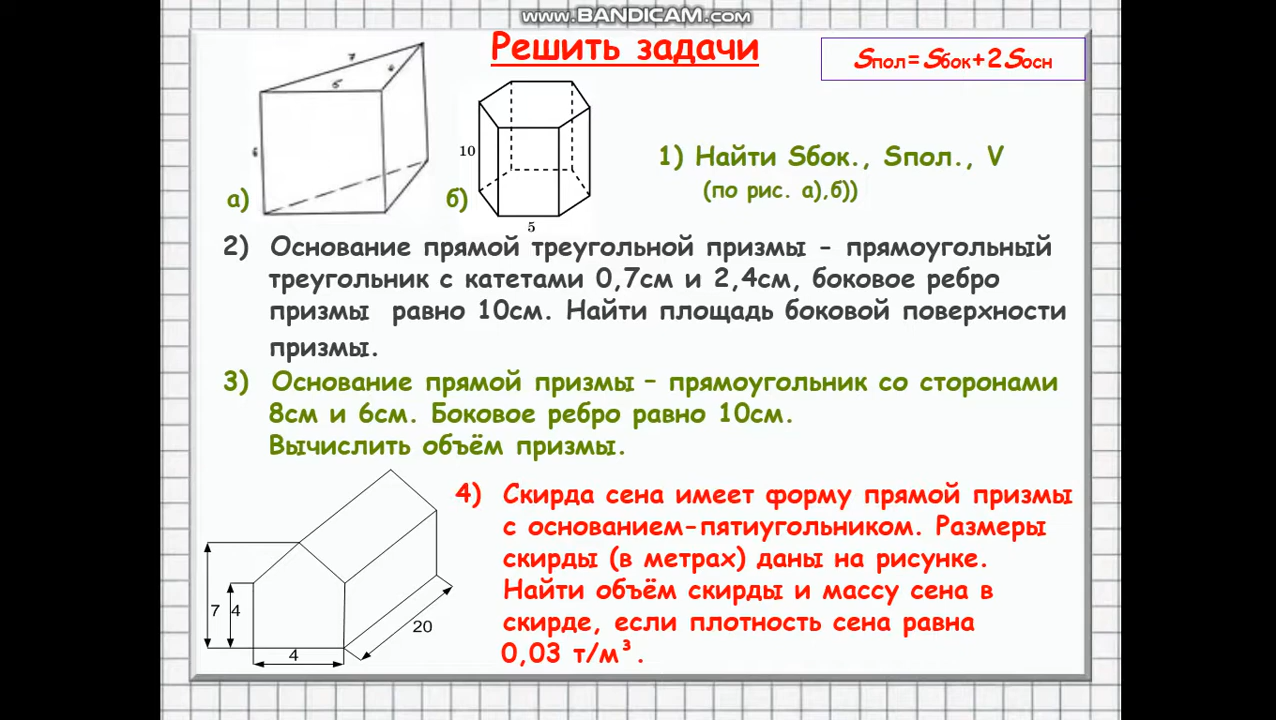 www.BANDICAM.com
Решить задачи
Sпол=Sбок+2Sосн
7
6
а)
10
5
б)
1) Найти Sбок., Sпол., V
(по рис. а),б))
2) Основание прямой треугольной призмы – прямоугольный
треугольник с катетами 0,7см и 2,4см, боковое ребро
призмы равно 10см. Найти площадь боковой поверхности
призмы.
3) Основание прямой призмы – прямоугольник со сторонами
8см и 6см. Боковое ребро равно 10см.
Вычислить объём призмы.
7
4
4
20
4) Скирда сена имеет форму прямой призмы
с основанием-пятиугольником. Размеры
скирды (в метрах) даны на рисунке.
Найти объём скирды и массу сена в
скирде, если плотность сена равна
0,03 т/м³.